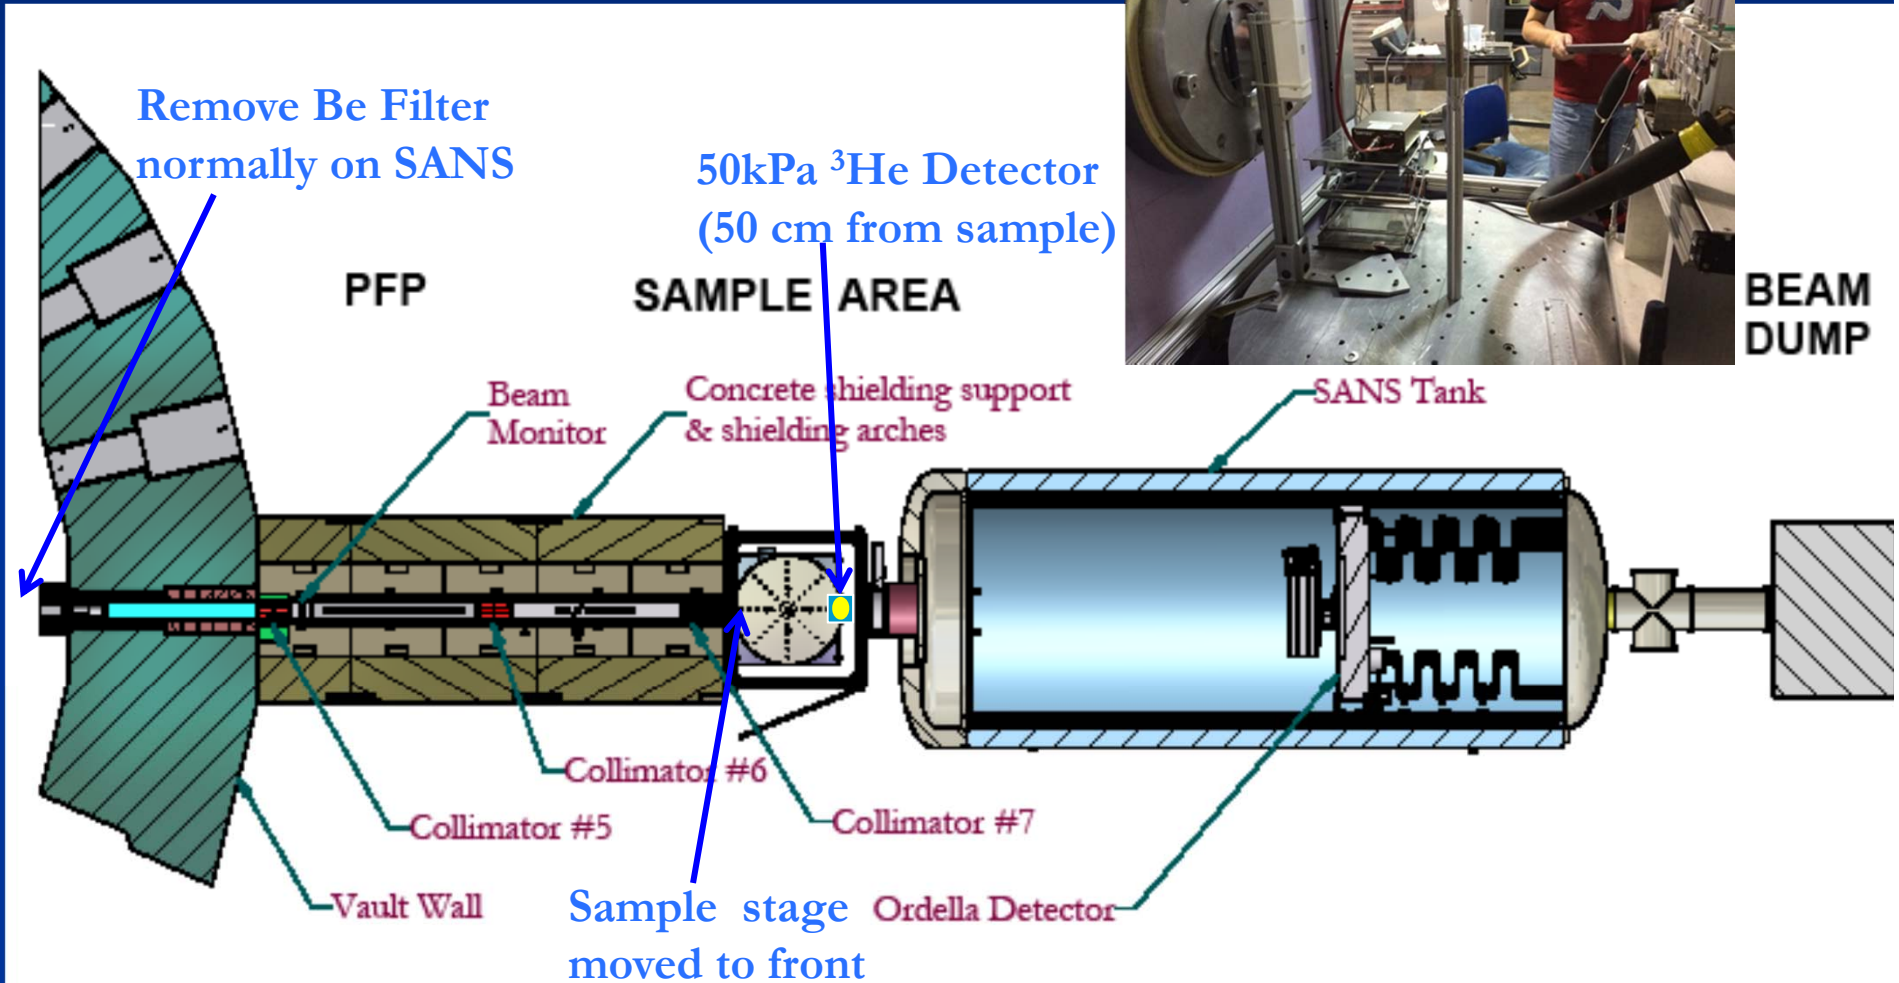 Remove Be Filter
normally on SANS
50kPa ³He Detector
(50 cm from sample)
PFP
SAMPLE AREA
BEAM
DUMP
Beam
Monitor
Concrete shielding support
& shielding arches
SANS Tank
Collimator #6
Collimator #5
Collimator #7
Vault Wall
Sample stage
moved to front
Ordella Detector